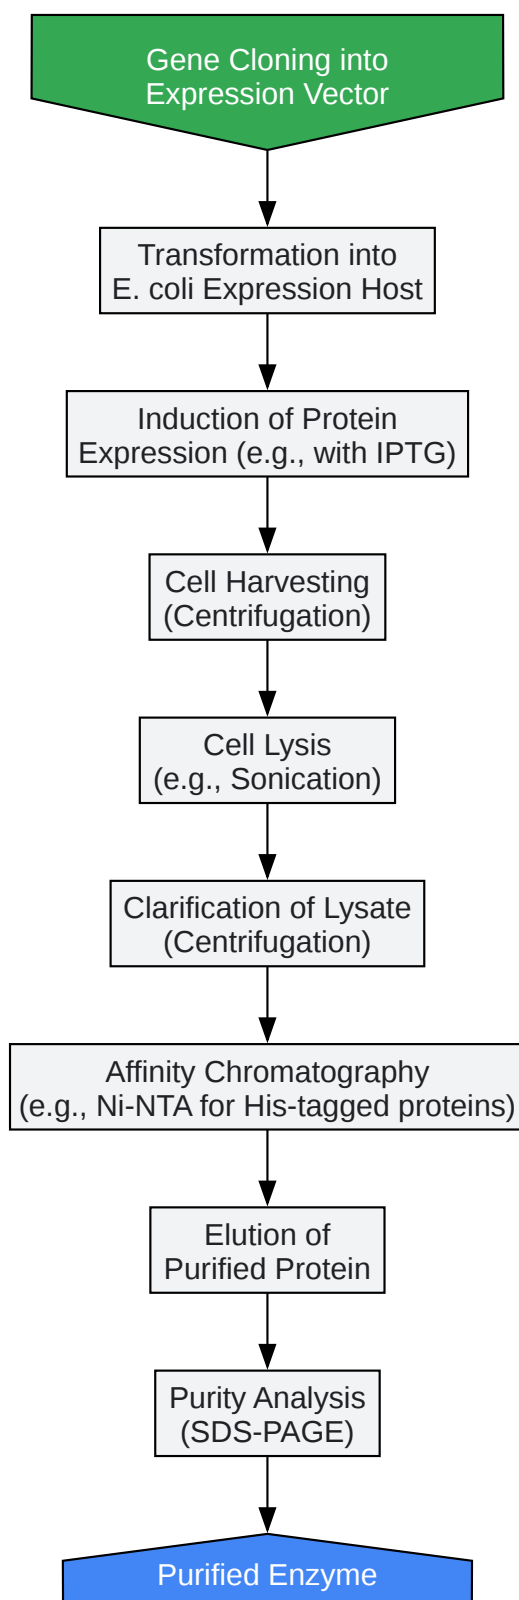 Gene Cloning into
Expression Vector
Transformation into
E. coli Expression Host
Induction of Protein
Expression (e.g., with IPTG)
Cell Harvesting
(Centrifugation)
Cell Lysis
(e.g., Sonication)
Clarification of Lysate
(Centrifugation)
Affinity Chromatography
(e.g., Ni-NTA for His-tagged proteins)
Elution of
Purified Protein
Purity Analysis
(SDS-PAGE)
Purified Enzyme